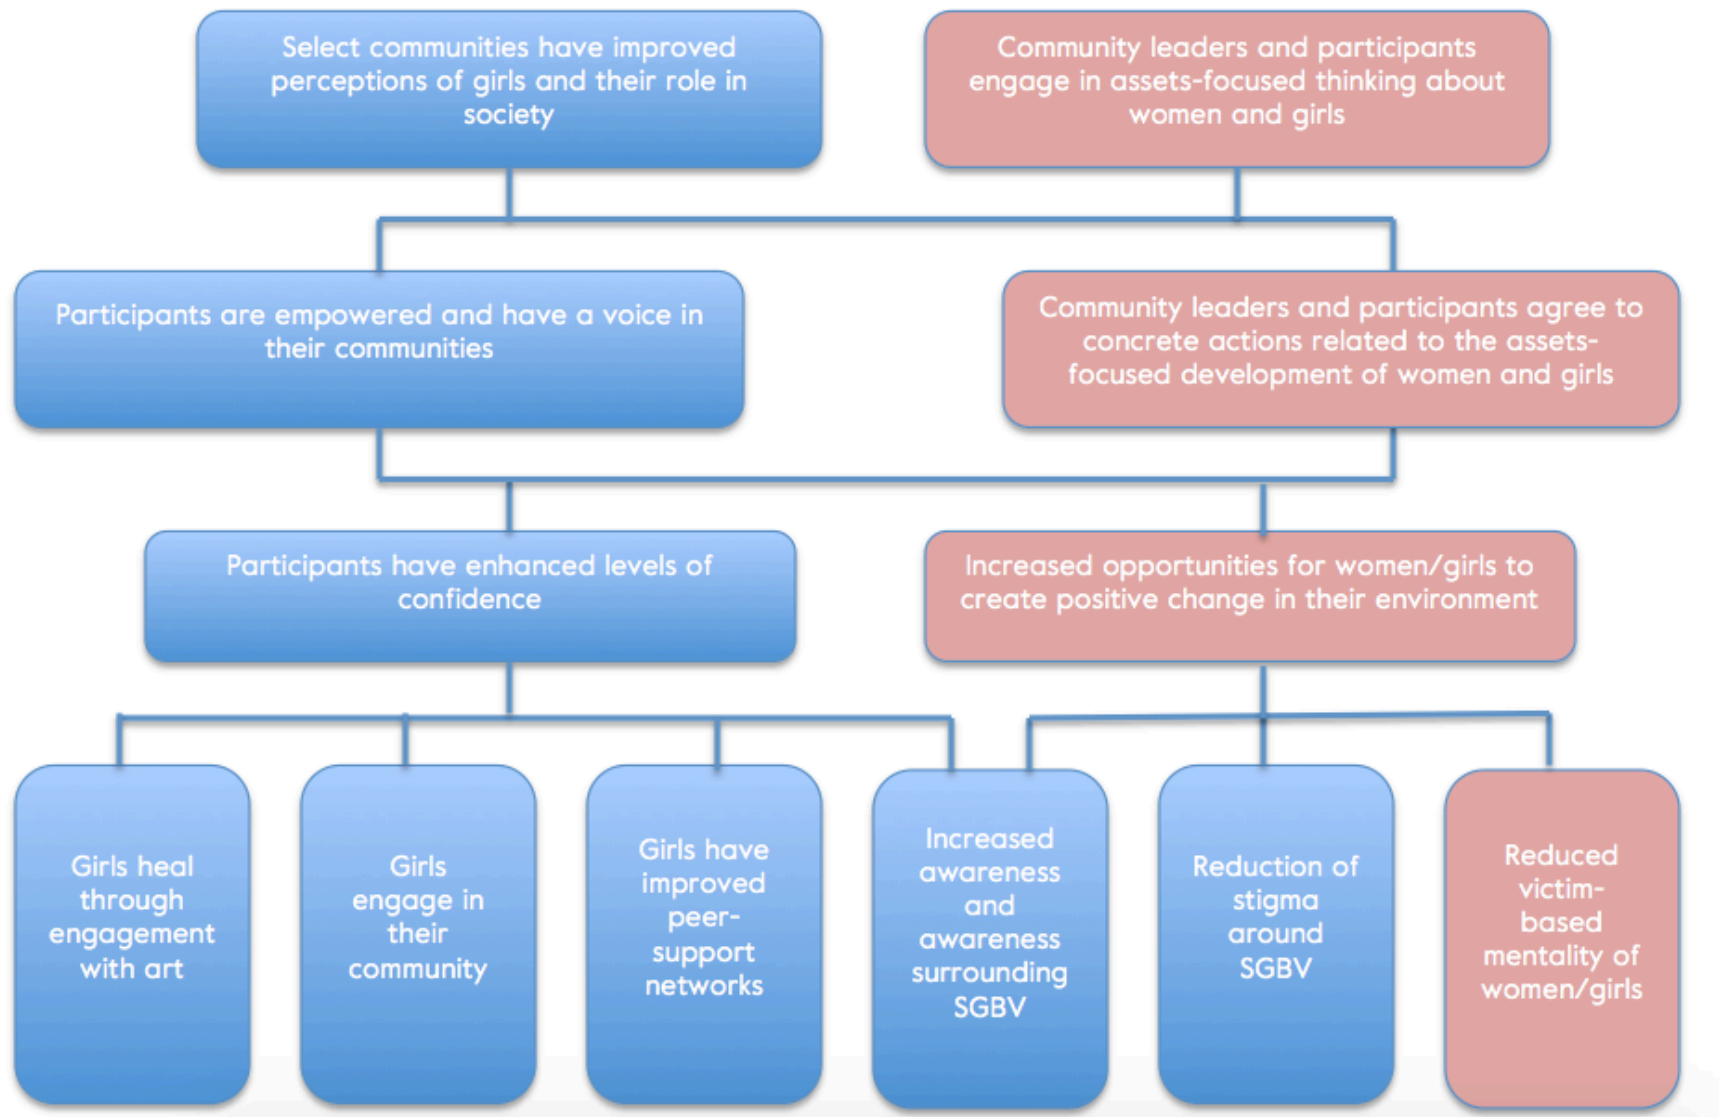 Select communities have improved
perceptions of girls and their role in
society
Community leaders and participants
engage in assets-focused thinking about
women and girls
Participants are empowered and have a voice in
their communities
Community leaders and participants agree to
concrete actions related to the assets-
focused development of women and girls
Participants have enhanced levels of
confidence
Increased opportunities for women/girls to
create positive change in their environment
Girls heal
through
engagement
with art
Girls
engage in
their
community
Girls have
improved
peer-
support
networks
Increased
awareness
and
awareness
surrounding
SGBV
Reduction of
stigma
around
SGBV
Reduced
victim-
based
mentality of
women/girls